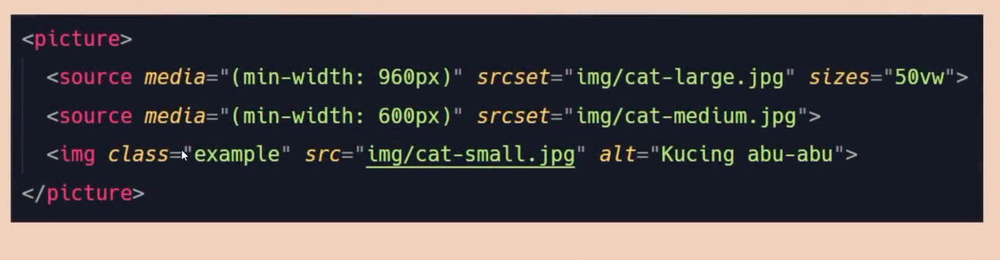 <picture>
<source media="(min-width: 960px)" srcset="img/cat-large.jpg" sizes="50vw">
<source media="(min-width: 600px)" srcset="img/cat-medium.jpg">
<img class="example" src="img/cat-small.jpg" alt="Kucing abu-abu">
</picture>